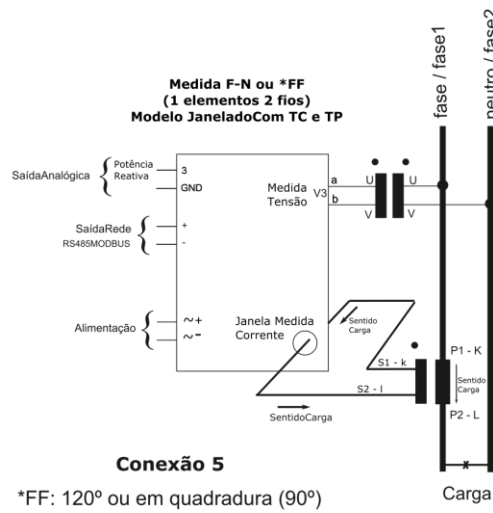 fase / fase1
neutro / fase2
Medida F-N ou *FF
(1 elementos 2 fios)
Modelo JaneladoCom TC e TP
SaídaAnalógica
Potência
Reativa
3
GND
SaídaRede
RS485MODBUS
+
-
Alimentação
~+
~-
Medida
Tensão
V3
a
b
U
U
V
V
Janela Medida
Corrente
Sentido
Carga
S1 - k
S2 - l
SentidoCarga
P1 - K
Sentido
Carga
P2 - L
Conexão 5
*FF: 120º ou em quadratura (90º)
Carga